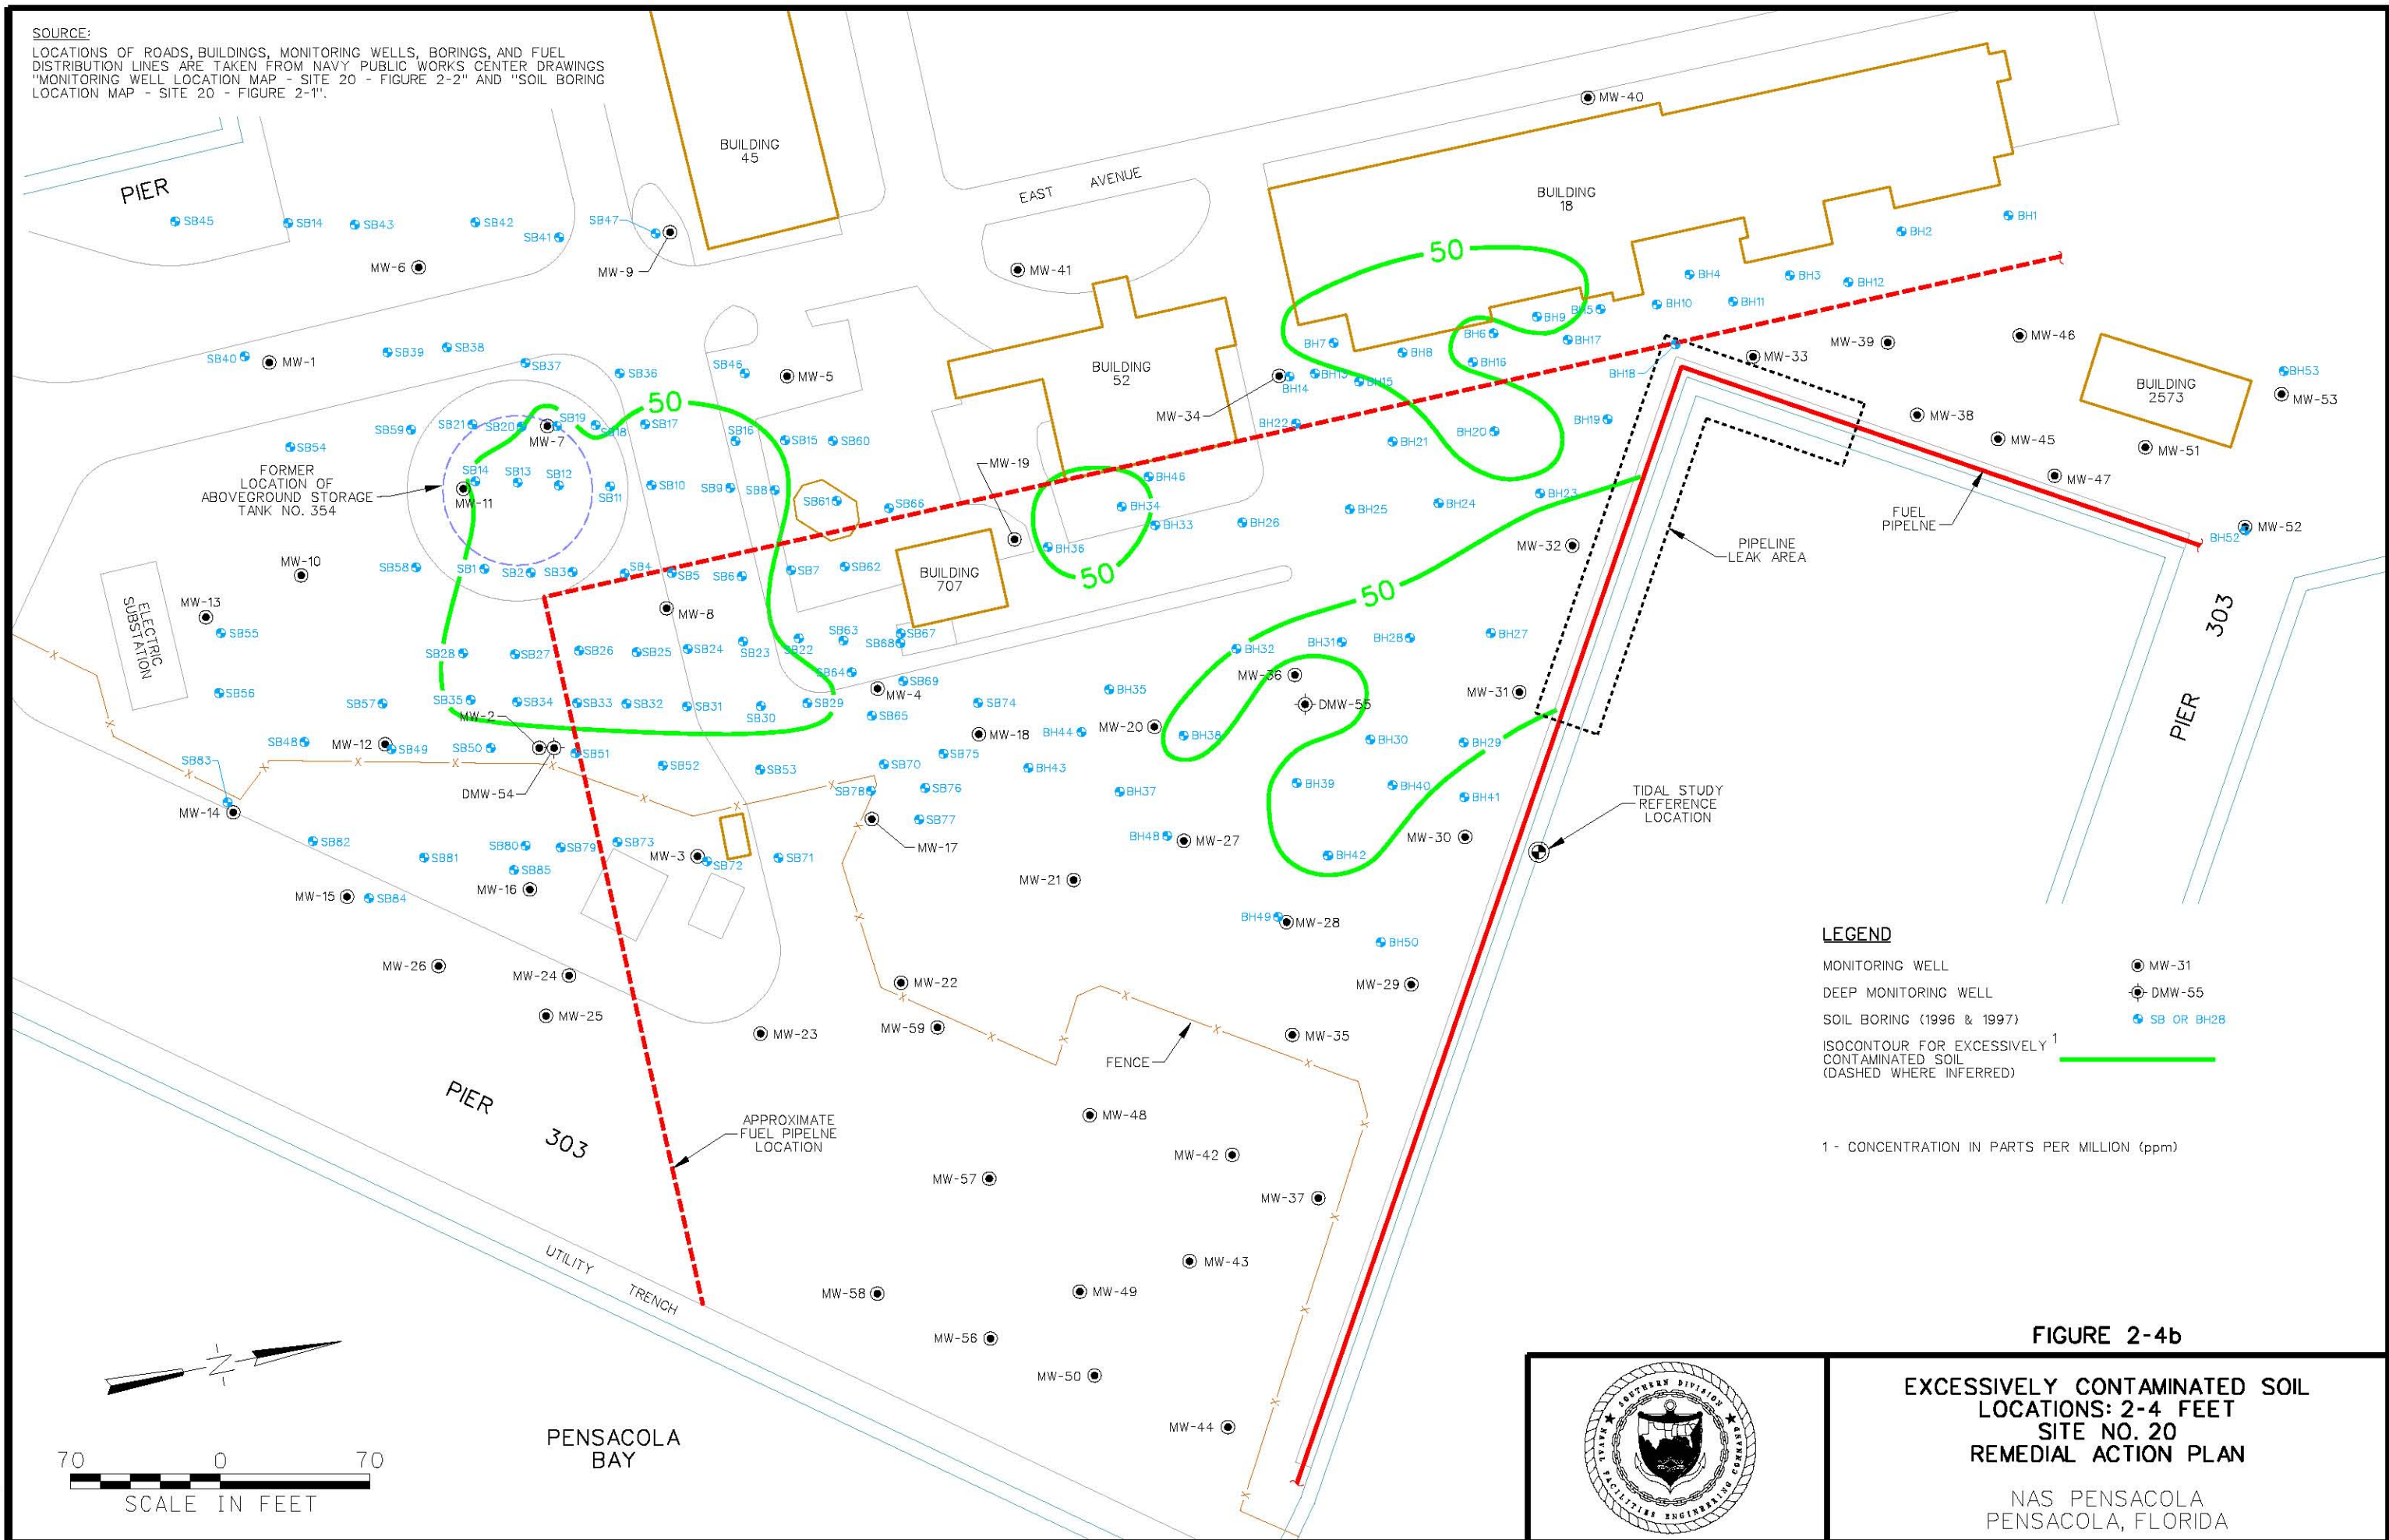 SOURCE:
LOCATIONS OF ROADS, BUILDINGS, MONITORING WELLS, BORINGS, AND FUEL
DISTRIBUTION LINES ARE TAKEN FROM NAVY PUBLIC WORKS CENTER DRAWINGS
"MONITORING WELL LOCATION MAP - SITE 20 - FIGURE 2-2" AND "SOIL BORING
LOCATION MAP - SITE 20 - FIGURE 2-1".
MW-40
BUILDING
45
PIER
EAST AVENUE
BUILDING
18
SB45
SB14
SB43
SB42
SB41
SB47
MW-9
MW-6
MW-41
50
BH1
BH2
BH4
BH3
BH12
BH10
BH11
BH5
BH9
BH6
BH17
BH7
BH8
BH16
BH18
MW-33
MW-39
MW-46
SB40
MW-1
SB39
SB38
SB37
SB36
SB46
MW-5
BUILDING
52
MW-34
BH14
BH13
BH15
BUILDING
2573
BH53
MW-53
50
SB59
SB21
SB20
SB19
SB18
SB17
SB16
SB15
SB60
MW-7
BH22
BH21
BH20
BH19
MW-38
MW-45
MW-51
MW-47
SB54
FORMER
LOCATION OF
ABOVEGROUND STORAGE
TANK NO. 354
SB14
SB13
SB12
SB11
SB10
SB9
SB8
SB61
SB66
MW-11
MW-19
BH46
BH34
BH33
BH26
BH25
BH24
BH23
BH36
50
MW-32
PIPELINE
LEAK AREA
FUEL
PIPELNE
MW-52
BH52
MW-10
SB58
SB1
SB2
SB3
SB4
SB5
SB6
SB7
SB62
BUILDING
707
50
ELECTRIC
SUBSTATION
MW-13
SB55
MW-8
SB28
SB27
SB26
SB25
SB24
SB23
SB22
SB63
SB68
SB67
SB64
SB69
BH32
BH31
BH28
BH27
303
PIER
SB56
SB57
SB35
SB34
SB33
SB32
SB31
SB30
SB29
MW-4
SB65
SB74
BH35
MW-36
DMW-55
MW-31
MW-2
SB48
MW-12
SB49
SB50
SB51
SB52
SB53
SB70
SB75
MW-18
BH44
MW-20
BH38
BH30
BH29
SB83
MW-14
DMW-54
SB78
SB76
BH43
BH37
BH39
BH40
BH41
SB77
MW-17
BH48
MW-27
BH42
MW-30
TIDAL STUDY
REFERENCE
LOCATION
SB82
SB81
SB80
SB79
SB73
SB85
MW-3
SB72
SB71
MW-15
SB84
MW-16
MW-21
BH49
MW-28
BH50
MW-26
MW-24
MW-25
MW-23
MW-22
MW-59
MW-29
MW-35
FENCE
LEGEND
MONITORING WELL MW-31
DEEP MONITORING WELL DMW-55
SOIL BORING (1996 & 1997) SB OR BH28
ISOCONTOUR FOR EXCESSIVELY 1
CONTAMINATED SOIL
(DASHED WHERE INFERRED)
1 - CONCENTRATION IN PARTS PER MILLION (ppm)
PIER 303
APPROXIMATE
FUEL PIPELNE
LOCATION
MW-48
MW-42
MW-57
MW-37
UTILITY TRENCH
MW-43
MW-58
MW-49
MW-56
MW-50
MW-44
N
PENSACOLA
BAY
70 0 70
SCALE IN FEET
FIGURE 2-4b
SOUTHERN DIVISION
NAVAL FACILITIES ENGINEERING COMMAND
EXCESSIVELY CONTAMINATED SOIL
LOCATIONS: 2-4 FEET
SITE NO. 20
REMEDIAL ACTION PLAN
NAS PENSACOLA
PENSACOLA, FLORIDA